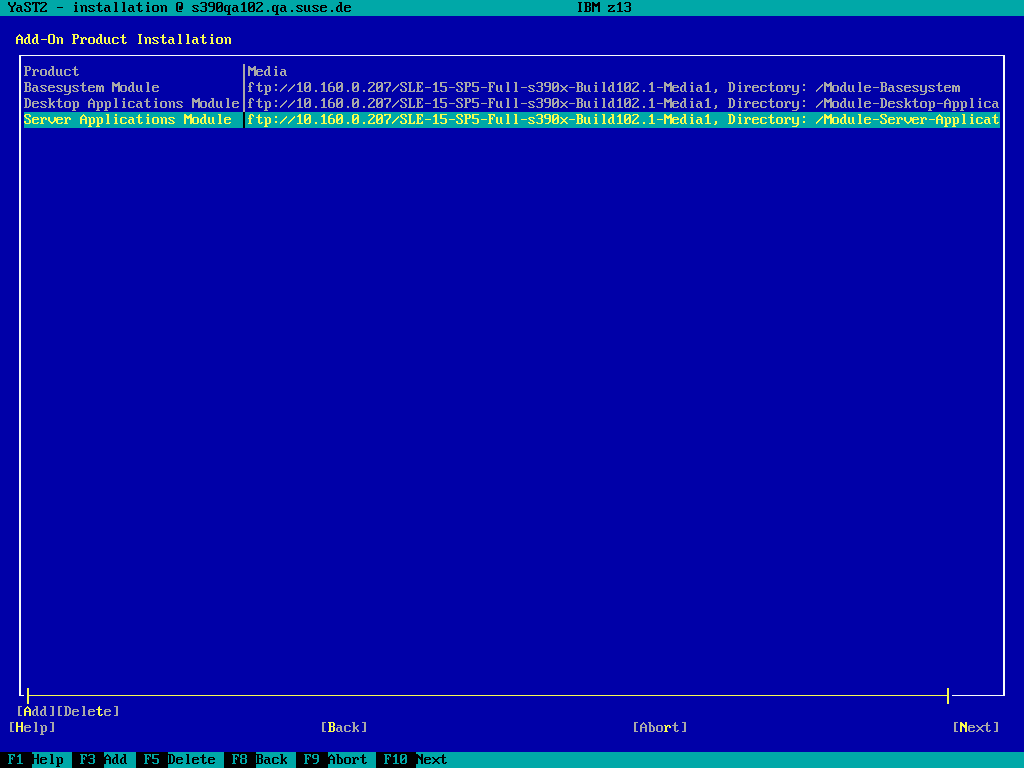 YaST2 - installation @ s390qa102.qa.suse.de IBM z13
Add-On Product Installation
Product |Media
Basesystem Module |ftp://10.160.0.207/SLE-15-SP5-Full-s390x-Build102.1-Media1, Directory: /Module-Basesystem
Desktop Applications Module|ftp://10.160.0.207/SLE-15-SP5-Full-s390x-Build102.1-Media1, Directory: /Module-Desktop-Applica
Server Applications Module |ftp://10.160.0.207/SLE-15-SP5-Full-s390x-Build102.1-Media1, Directory: /Module-Server-Applicat
[Add][Delete]
[Help] [Back] [Abort] [Next]
F1 Help F3 Add F5 Delete F8 Back F9 Abort F10 Next